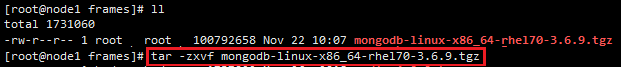 [root@node1 frames]# ll
total 1731060
-rw-r--r-- 1 root root 100792658 Nov 22 10:07 mongodb-linux-x86_64-rhel70-3.6.9.tgz
[root@node1 frames]# tar -zxvf mongodb-linux-x86_64-rhel70-3.6.9.tgz